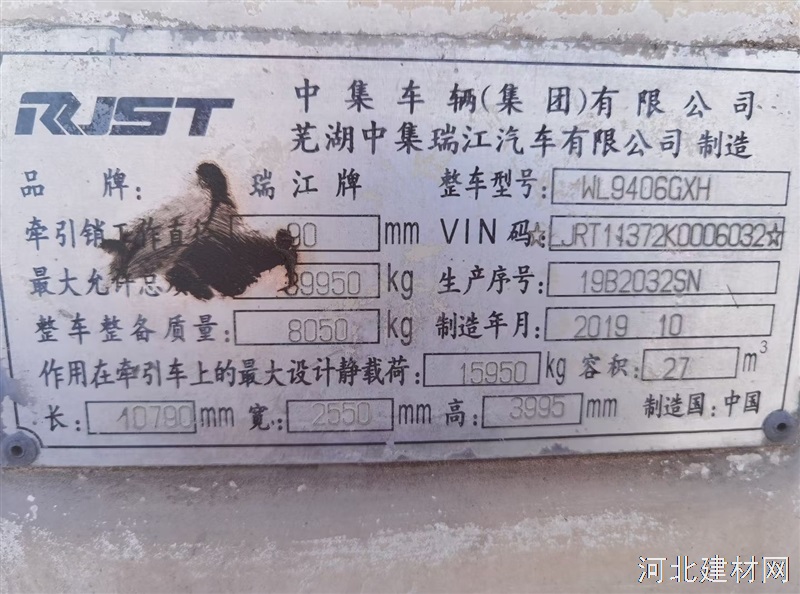 RJST 中集车辆(集团)有限公司
芜湖中集瑞江汽车有限公司 制造
品 牌: 瑞江牌 整车型号: WL9406GXH
牵引销工作直 90 mm VIN码: ☆JRT11372K0006032☆
最大允许总 39950 kg 生产序号: 19B2032SN
整车整备质量: 8050 kg 制造年月: 2019 10
作用在牵引车上的最大设计静载荷: 15950 kg 容积: 27 m³
长: 10790 mm 宽: 2550 mm 高: 3995 mm 制造国: 中国
河北建材网